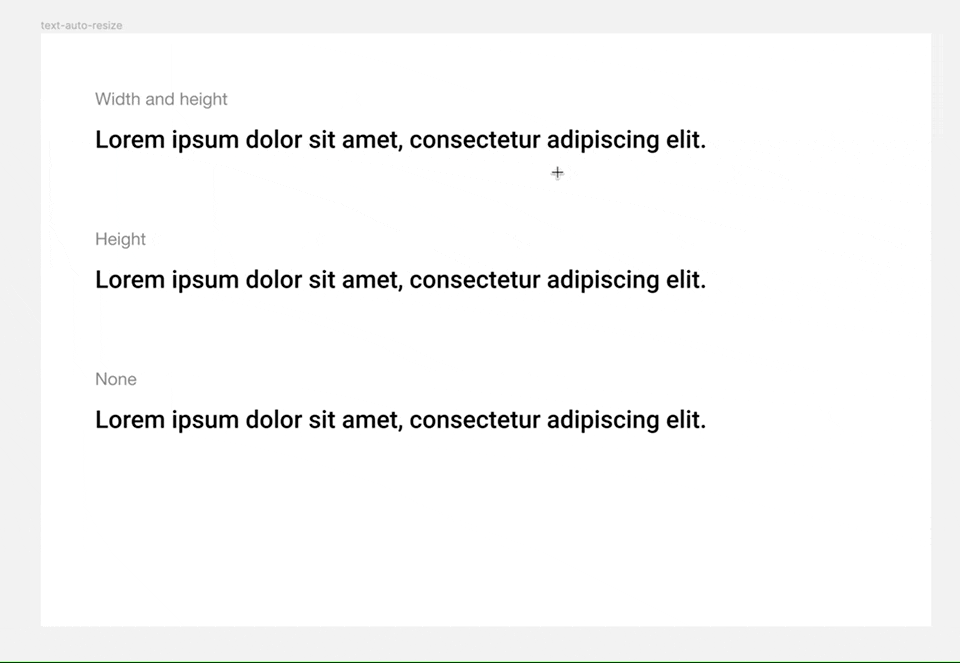 text-auto-resize
Width and height
Lorem ipsum dolor sit amet, consectetur adipiscing elit.
Height
Lorem ipsum dolor sit amet, consectetur adipiscing elit.
None
Lorem ipsum dolor sit amet, consectetur adipiscing elit.